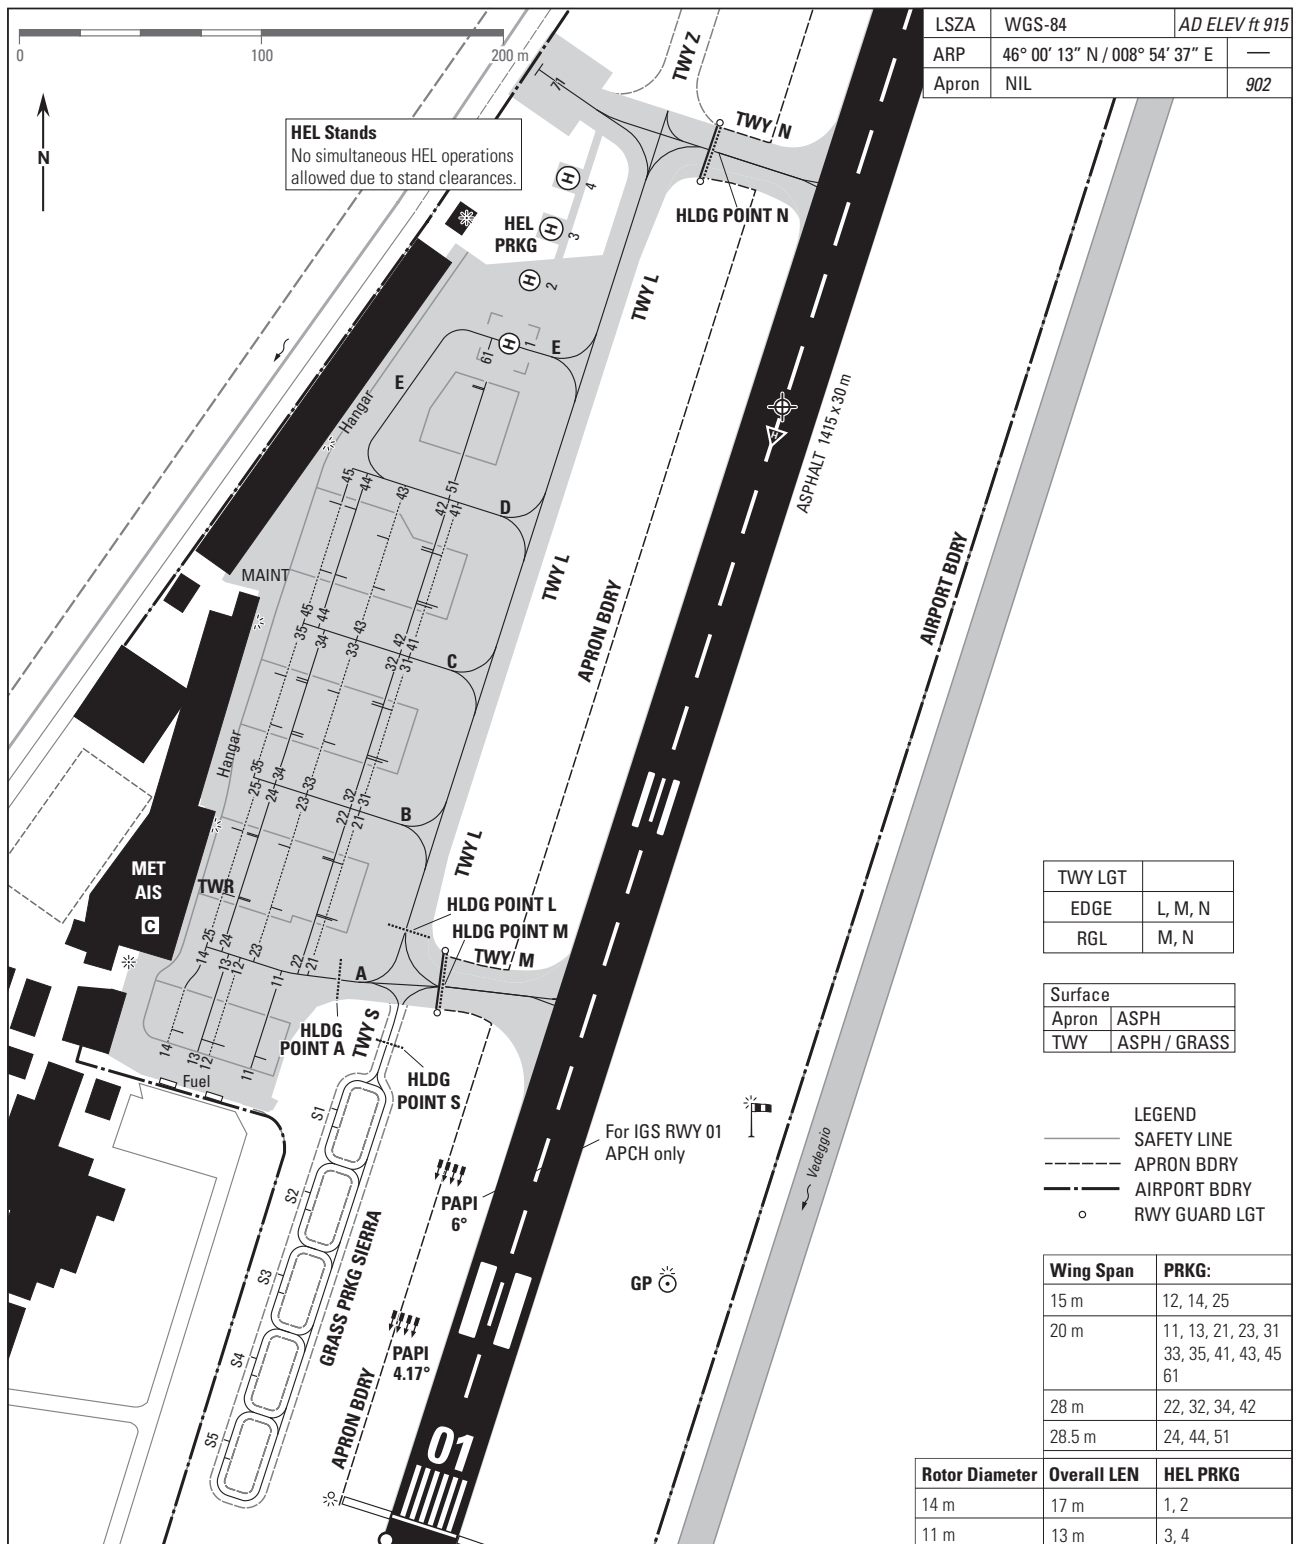 LSZA WGS-84 AD ELEV ft 915
ARP 46° 00' 13" N / 008° 54' 37" E —
Apron NIL 902
0 100 200 m
N
HEL Stands
No simultaneous HEL operations
allowed due to stand clearances.
71
TWY Z
TWY N
HLDG POINT N
H 4
H 3
HEL
PRKG
H 2
H 1
61
E
E
TWY L
Hangar
H
ASPHALT 1415 x 30 m
45
44
43
42 51
41
D
TWY L
APRON BDRY
AIRPORT BDRY
MAINT
35 45
34 44
33 43
32 42
31 41
C
Hangar
25 35
24 34
23 33
22 32
21 31
B
TWY L
MET
AIS
C
TWR
HLDG POINT L
HLDG POINT M
TWY M
14 25
13 24
12 23
11 22
21
A
HLDG
POINT A
TWY S
HLDG
POINT S
14
13
12
11
Fuel
S1
S2
S3
S4
S5
GRASS PRKG SIERRA
APRON BDRY
For IGS RWY 01
APCH only
PAPI
6°
PAPI
4.17°
GP
Vedeggio
01
TWY LGT
EDGE L, M, N
RGL M, N
Surface
Apron ASPH
TWY ASPH / GRASS
LEGEND
SAFETY LINE
APRON BDRY
AIRPORT BDRY
RWY GUARD LGT
Wing Span PRKG:
15 m 12, 14, 25
20 m 11, 13, 21, 23, 31
33, 35, 41, 43, 45
61
28 m 22, 32, 34, 42
28.5 m 24, 44, 51
Rotor Diameter Overall LEN HEL PRKG
14 m 17 m 1, 2
11 m 13 m 3, 4